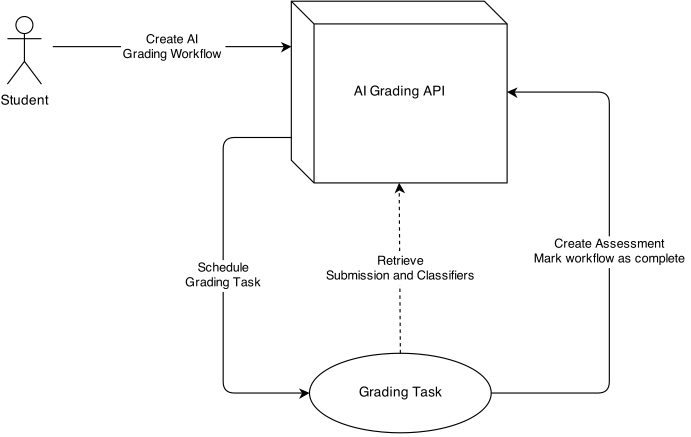 Create AI
Grading Workflow
Student
AI Grading API
Schedule
Grading Task
Retrieve
Submission and Classifiers
Create Assessment
Mark workflow as complete
Grading Task